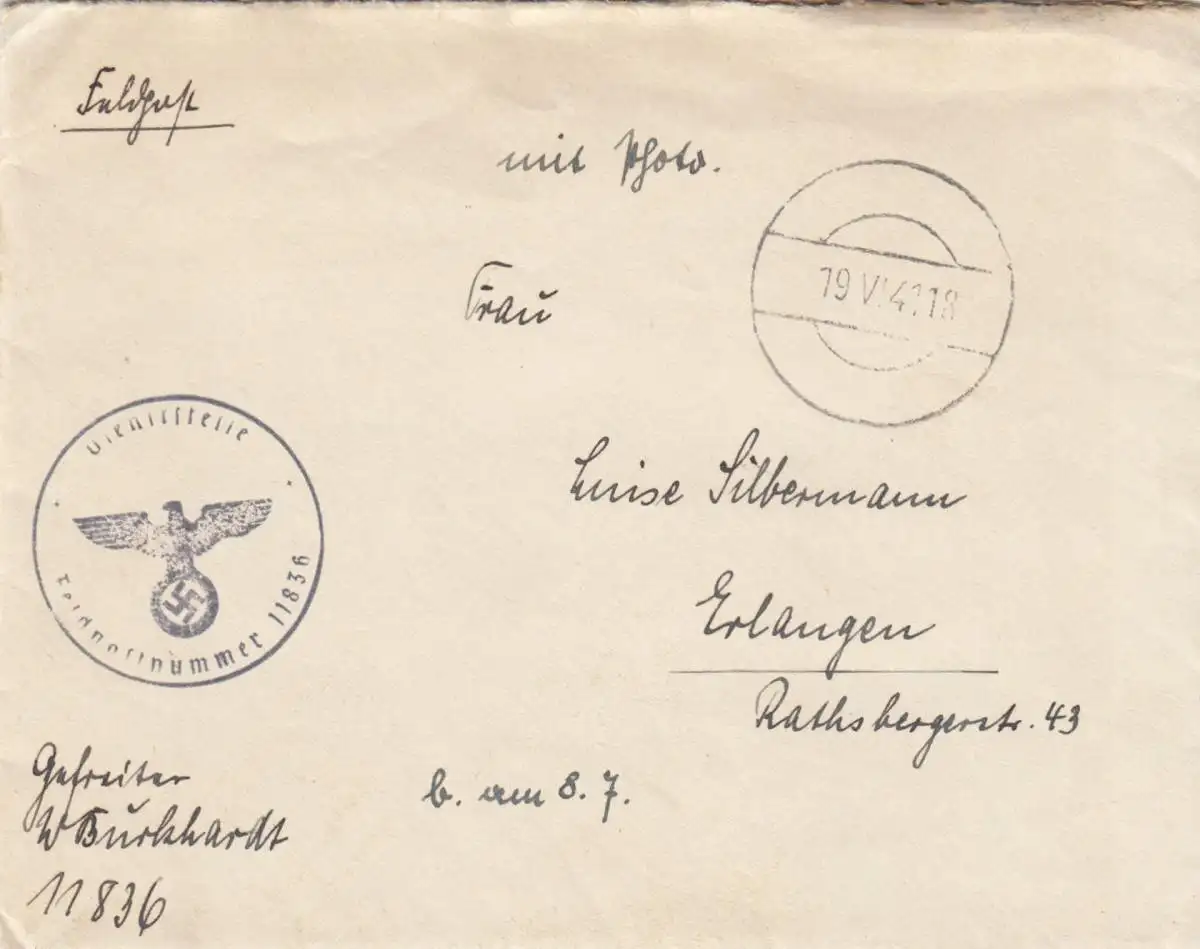 Feldpost
mit Photo.
19 VI 41 18
Frau
Dienststelle
Feldpostnummer 11836
Luise Silbermann
Erlangen
Rathsbergerstr. 43
Gefreiter
W Burkhardt
11836
b. am 8. 7.